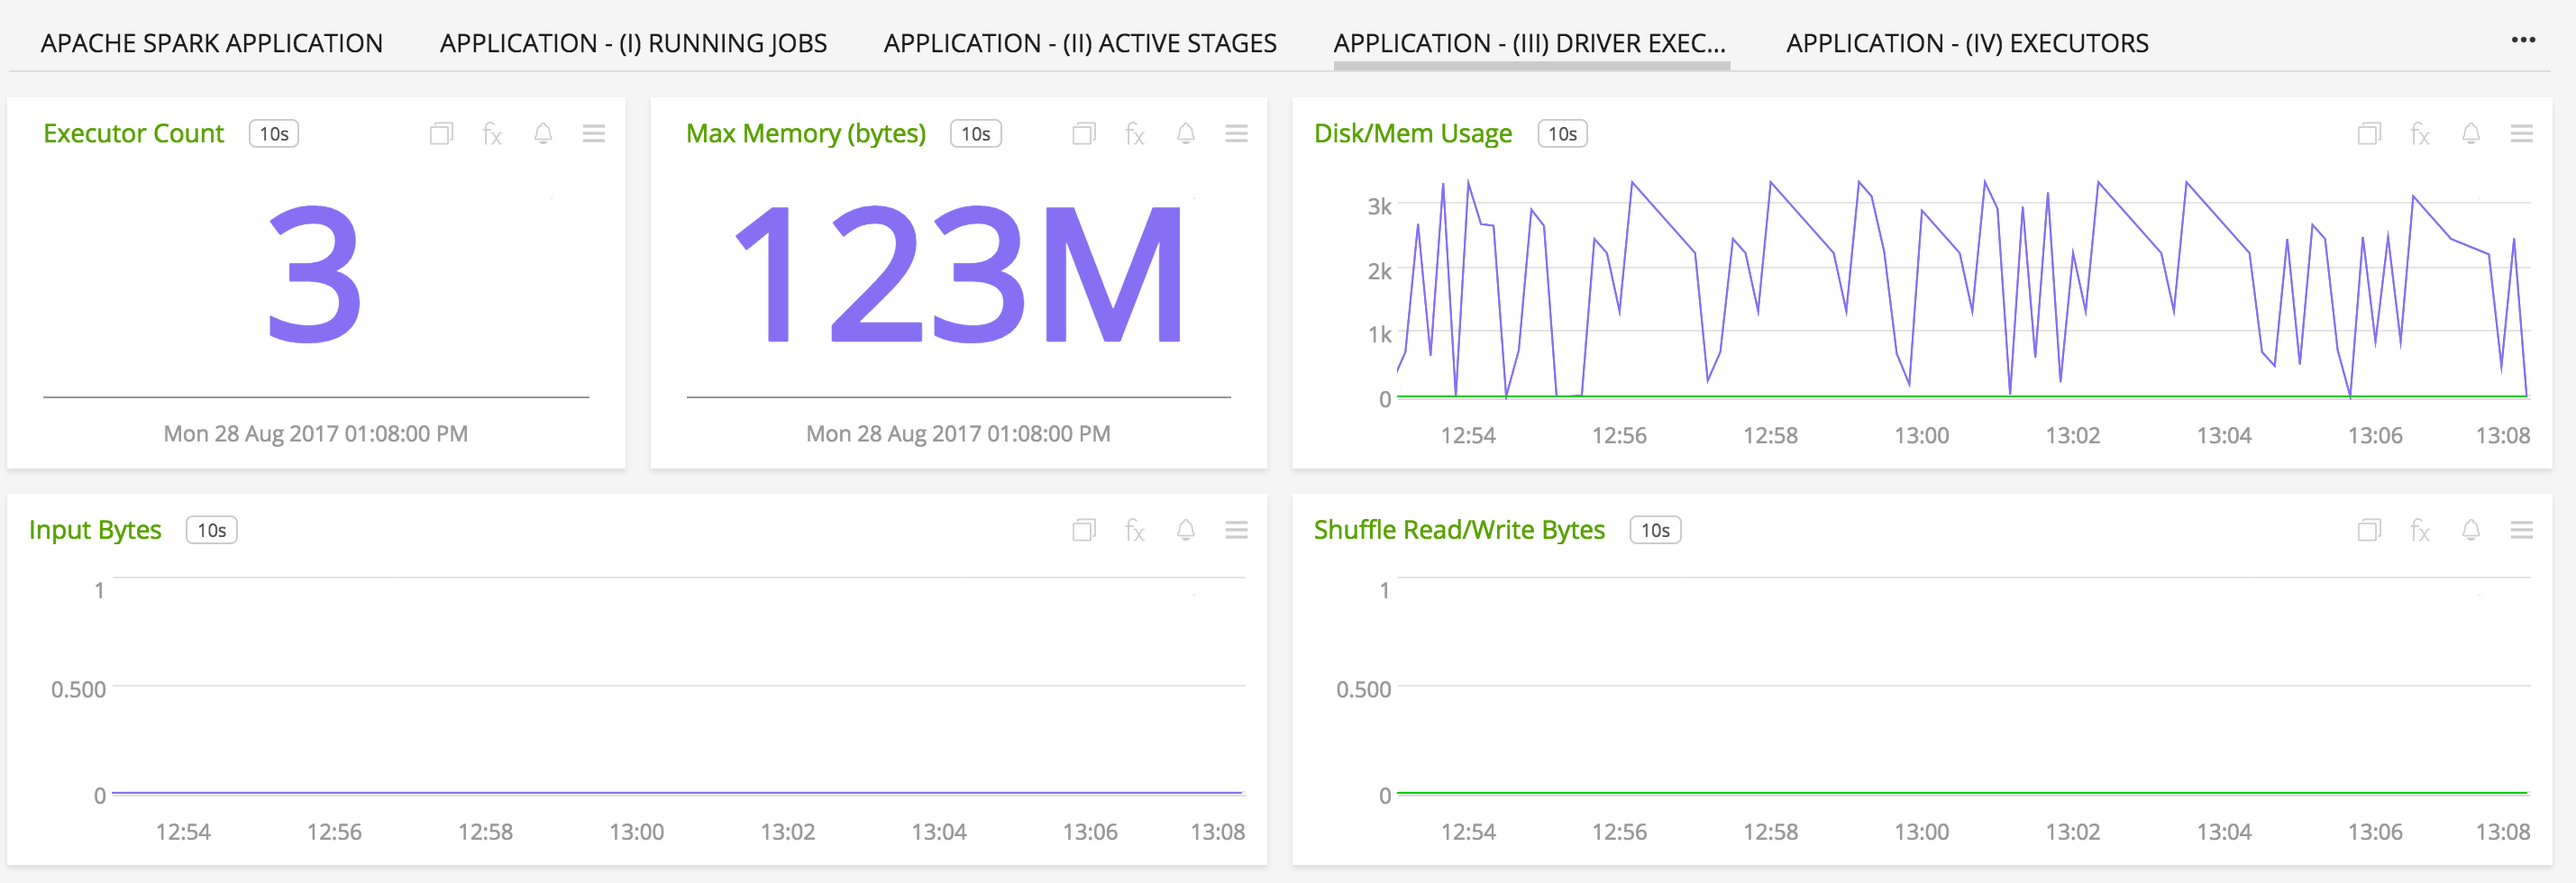 APACHE SPARK APPLICATION APPLICATION - (I) RUNNING JOBS APPLICATION - (II) ACTIVE STAGES APPLICATION - (III) DRIVER EXEC... APPLICATION - (IV) EXECUTORS •••
Executor Count 10s fx
3
Mon 28 Aug 2017 01:08:00 PM
Max Memory (bytes) 10s fx
123M
Mon 28 Aug 2017 01:08:00 PM
Disk/Mem Usage 10s fx
3k
2k
1k
0
12:54 12:56 12:58 13:00 13:02 13:04 13:06 13:08
Input Bytes 10s fx
1
0.500
0
12:54 12:56 12:58 13:00 13:02 13:04 13:06 13:08
Shuffle Read/Write Bytes 10s fx
1
0.500
0
12:54 12:56 12:58 13:00 13:02 13:04 13:06 13:08